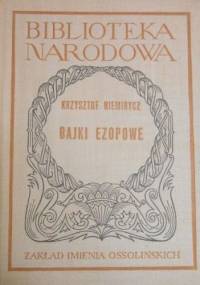 BIBLIOTEKA
NARODOWA
KRZYSZTOF NIEMIRYCZ
BAJKI EZOPOWE
ZAKŁAD IMIENIA OSSOLIŃSKICH